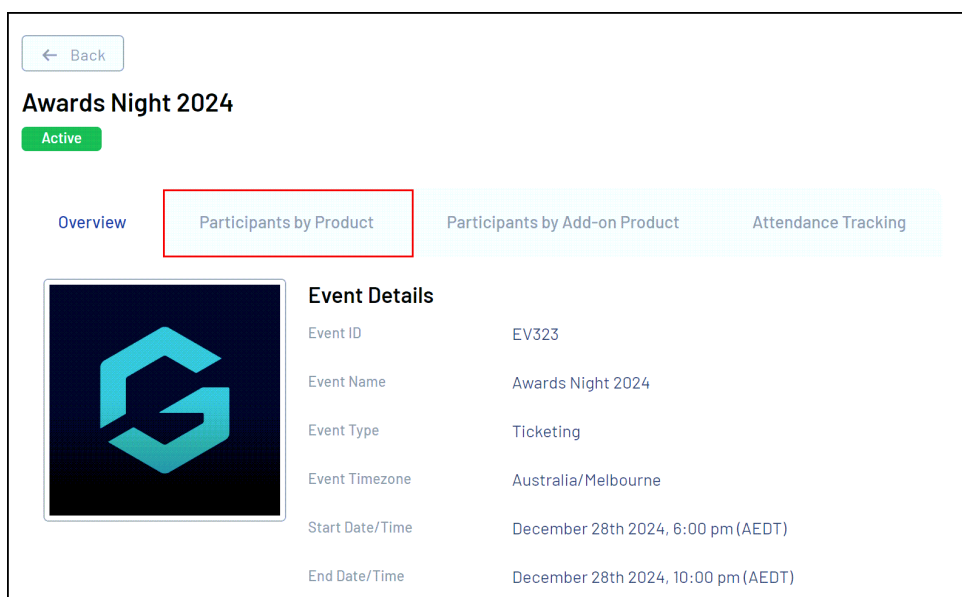 ← Back
Awards Night 2024
Active
Overview Participants by Product Participants by Add-on Product Attendance Tracking
Event Details
Event ID EV323
Event Name Awards Night 2024
Event Type Ticketing
Event Timezone Australia/Melbourne
Start Date/Time December 28th 2024, 6:00 pm (AEDT)
End Date/Time December 28th 2024, 10:00 pm (AEDT)